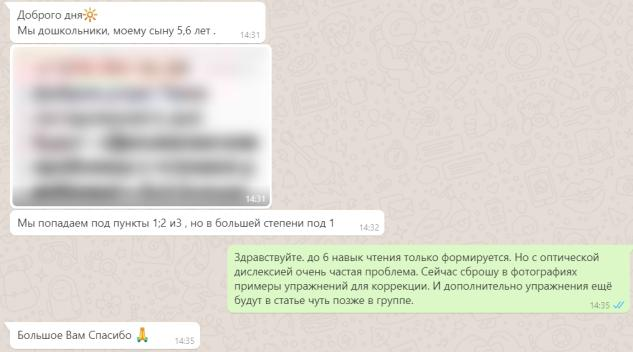 Доброго дня🔆
Мы дошкольники, моему сыну 5,6 лет .
14:31
14:31
Мы попадаем под пункты 1;2 и3 , но в большей степени под 1
14:32
Здравствуйте. до 6 навык чтения только формируется. Но с оптической
дислексией очень частая проблема. Сейчас сброшу в фотографиях
примеры упражнений для коррекции. И дополнительно упражнения ещё
будут в статье чуть позже в группе.
14:35
Большое Вам Спасибо 🙏
14:35